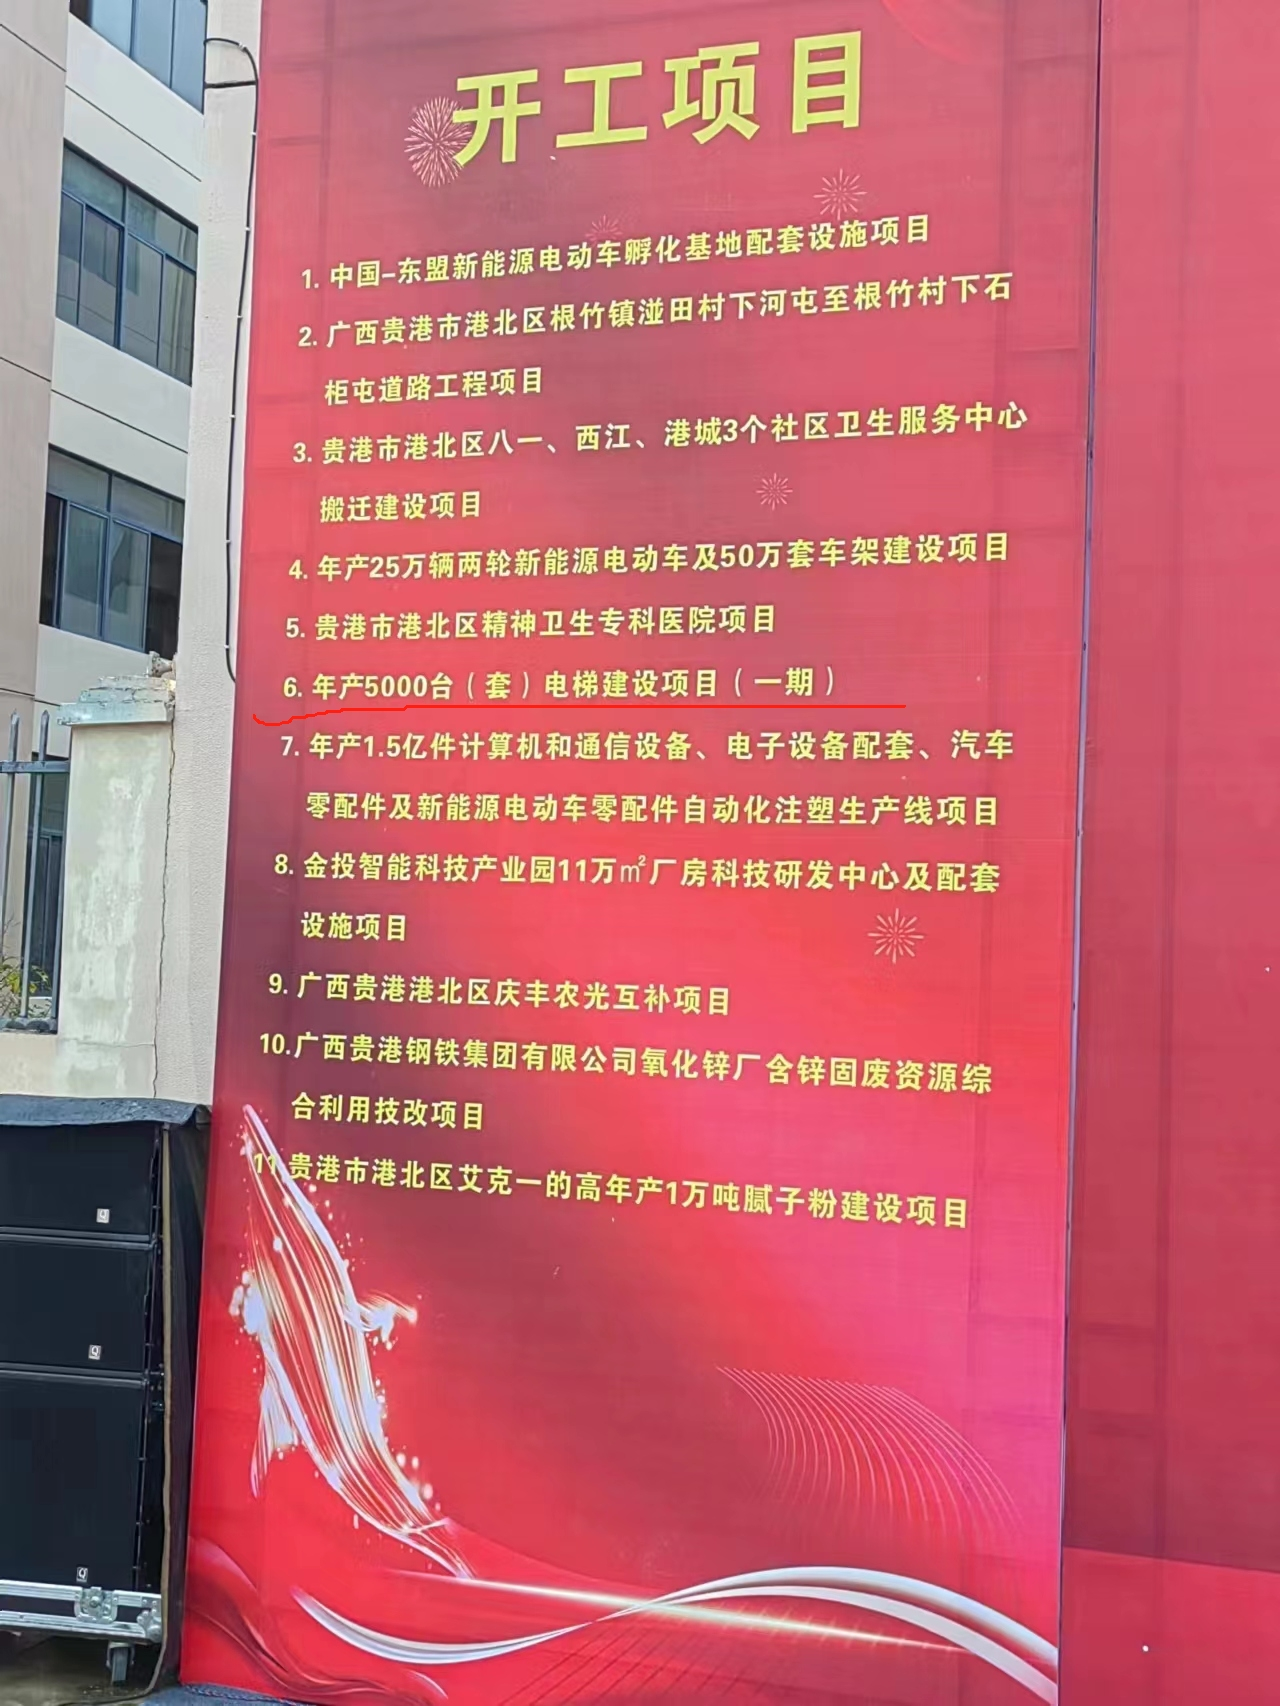 开工项目
1. 中国-东盟新能源电动车孵化基地配套设施项目
2. 广西贵港市港北区根竹镇湴田村下河屯至根竹村下石
柜屯道路工程项目
3. 贵港市港北区八一、西江、港城3个社区卫生服务中心
搬迁建设项目
4. 年产25万辆两轮新能源电动车及50万套车架建设项目
5. 贵港市港北区精神卫生专科医院项目
6. 年产5000台（套）电梯建设项目（一期）
7. 年产1.5亿件计算机和通信设备、电子设备配套、汽车
零配件及新能源电动车零配件自动化注塑生产线项目
8. 金投智能科技产业园11万㎡厂房科技研发中心及配套
设施项目
9. 广西贵港港北区庆丰农光互补项目
10.广西贵港钢铁集团有限公司氧化锌厂含锌固废资源综
合利用技改项目
11.贵港市港北区艾克一的高年产1万吨腻子粉建设项目